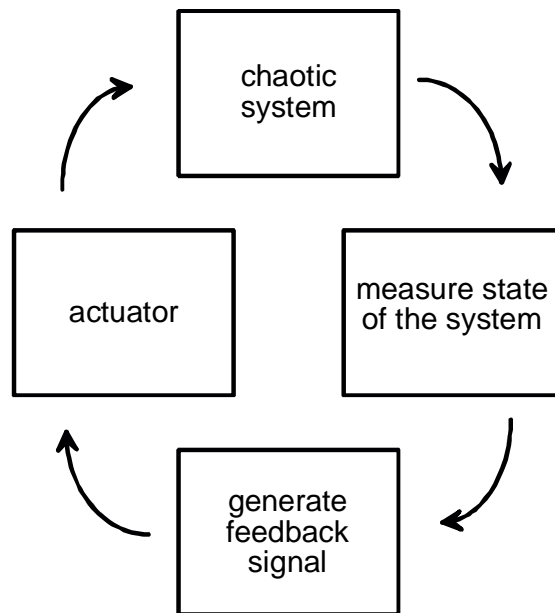 chaotic
system
measure state
of the system
generate
feedback
signal
actuator